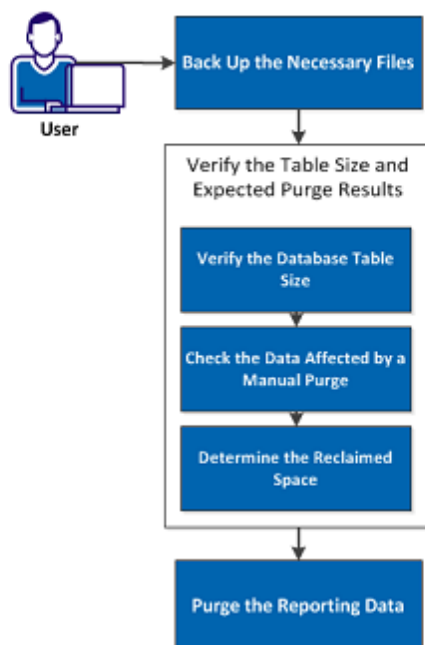 Back Up the Necessary Files
User
Verify the Table Size and
Expected Purge Results
Verify the Database Table
Size
Check the Data Affected by a
Manual Purge
Determine the Reclaimed
Space
Purge the Reporting Data